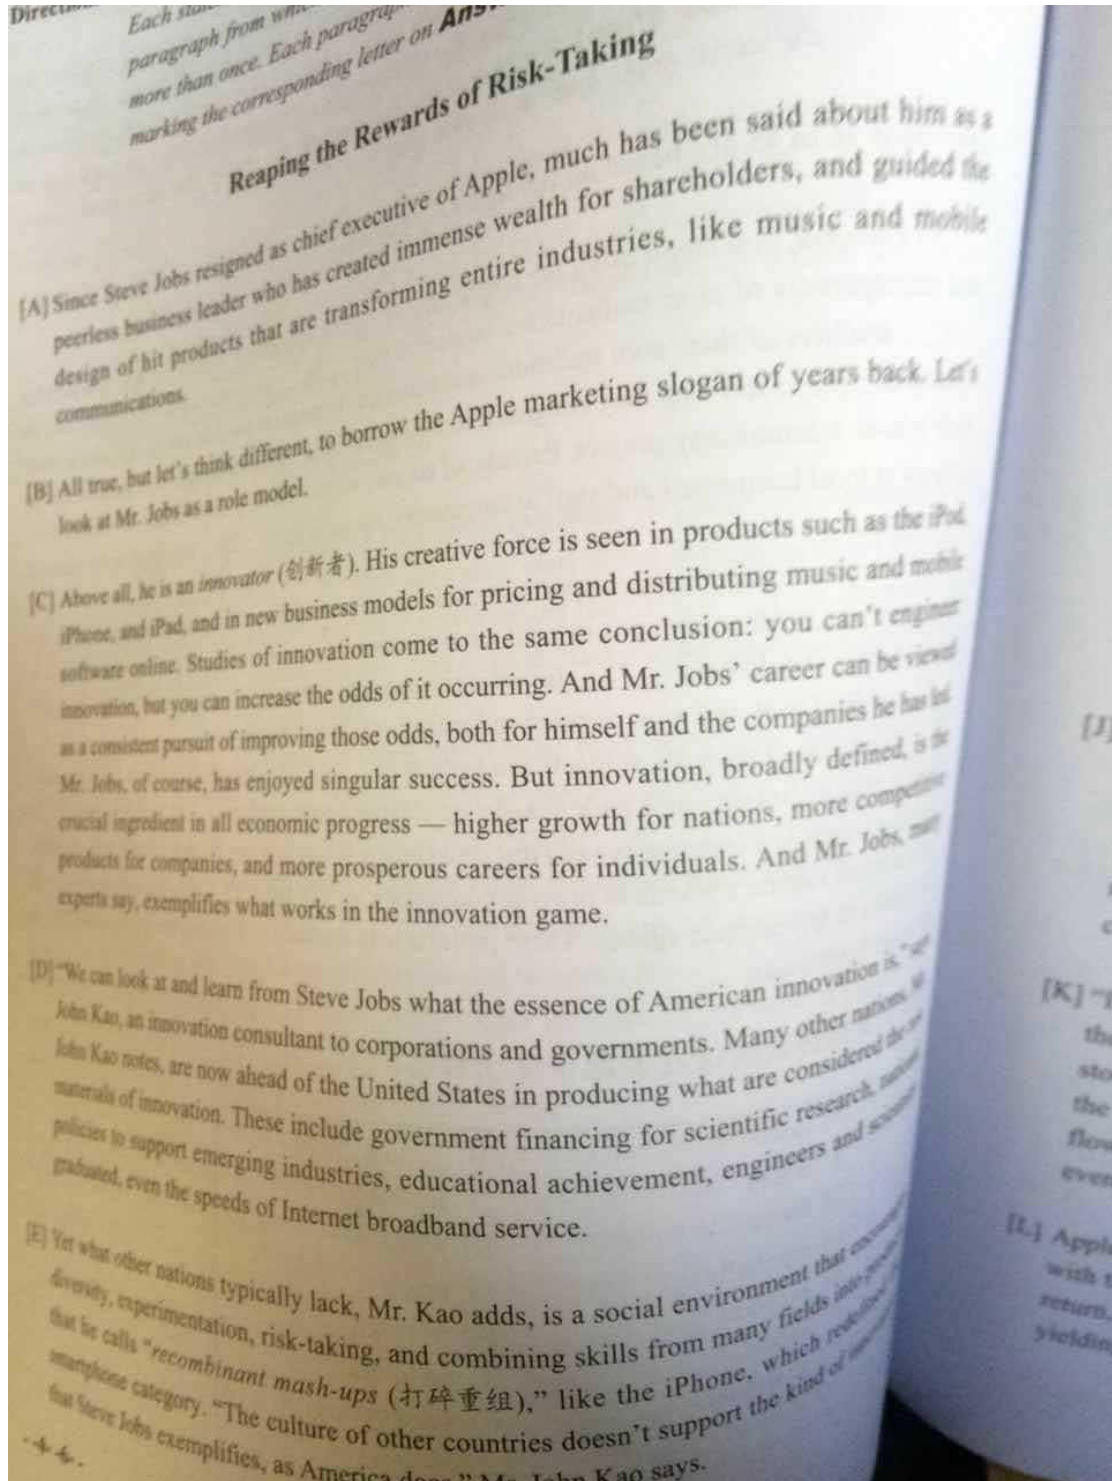 Each
paragraph from
more than once. Each paragraph
marking the corresponding letter on Ans
Reaping the Rewards of Risk-Taking
[A] Since Steve Jobs resigned as chief executive of Apple, much has been said about him as a
peerless business leader who has created immense wealth for shareholders, and guided the
design of hit products that are transforming entire industries, like music and mobile
communications.
[B] All true, but let's think different, to borrow the Apple marketing slogan of years back. Let's
look at Mr. Jobs as a role model.
[C] Above all, he is an innovator (创新者). His creative force is seen in products such as the iPod,
iPhone, and iPad, and in new business models for pricing and distributing music and mobile
software online. Studies of innovation come to the same conclusion: you can't engineer
innovation, but you can increase the odds of it occurring. And Mr. Jobs' career can be viewed
as a consistent pursuit of improving those odds, both for himself and the companies he has led.
Mr. Jobs, of course, has enjoyed singular success. But innovation, broadly defined, is the
crucial ingredient in all economic progress — higher growth for nations, more competitive
products for companies, and more prosperous careers for individuals. And Mr. Jobs, many
experts say, exemplifies what works in the innovation game.
[D] "We can look at and learn from Steve Jobs what the essence of American innovation is,"
John Kao, an innovation consultant to corporations and governments. Many other nations,
John Kao notes, are now ahead of the United States in producing what are considered the
materials of innovation. These include government financing for scientific research, national
policies to support emerging industries, educational achievement, engineers and
graduated, even the speeds of Internet broadband service.
[E] Yet what other nations typically lack, Mr. Kao adds, is a social environment that
diversity, experimentation, risk-taking, and combining skills from many fields into
that he calls "recombinant mash-ups (打碎重组)," like the iPhone, which redefined
smartphone category. "The culture of other countries doesn't support the kind of
that Steve Jobs exemplifies, as America does," Mr. John Kao says.
[J]
[K]
[L] Apple
with
return.